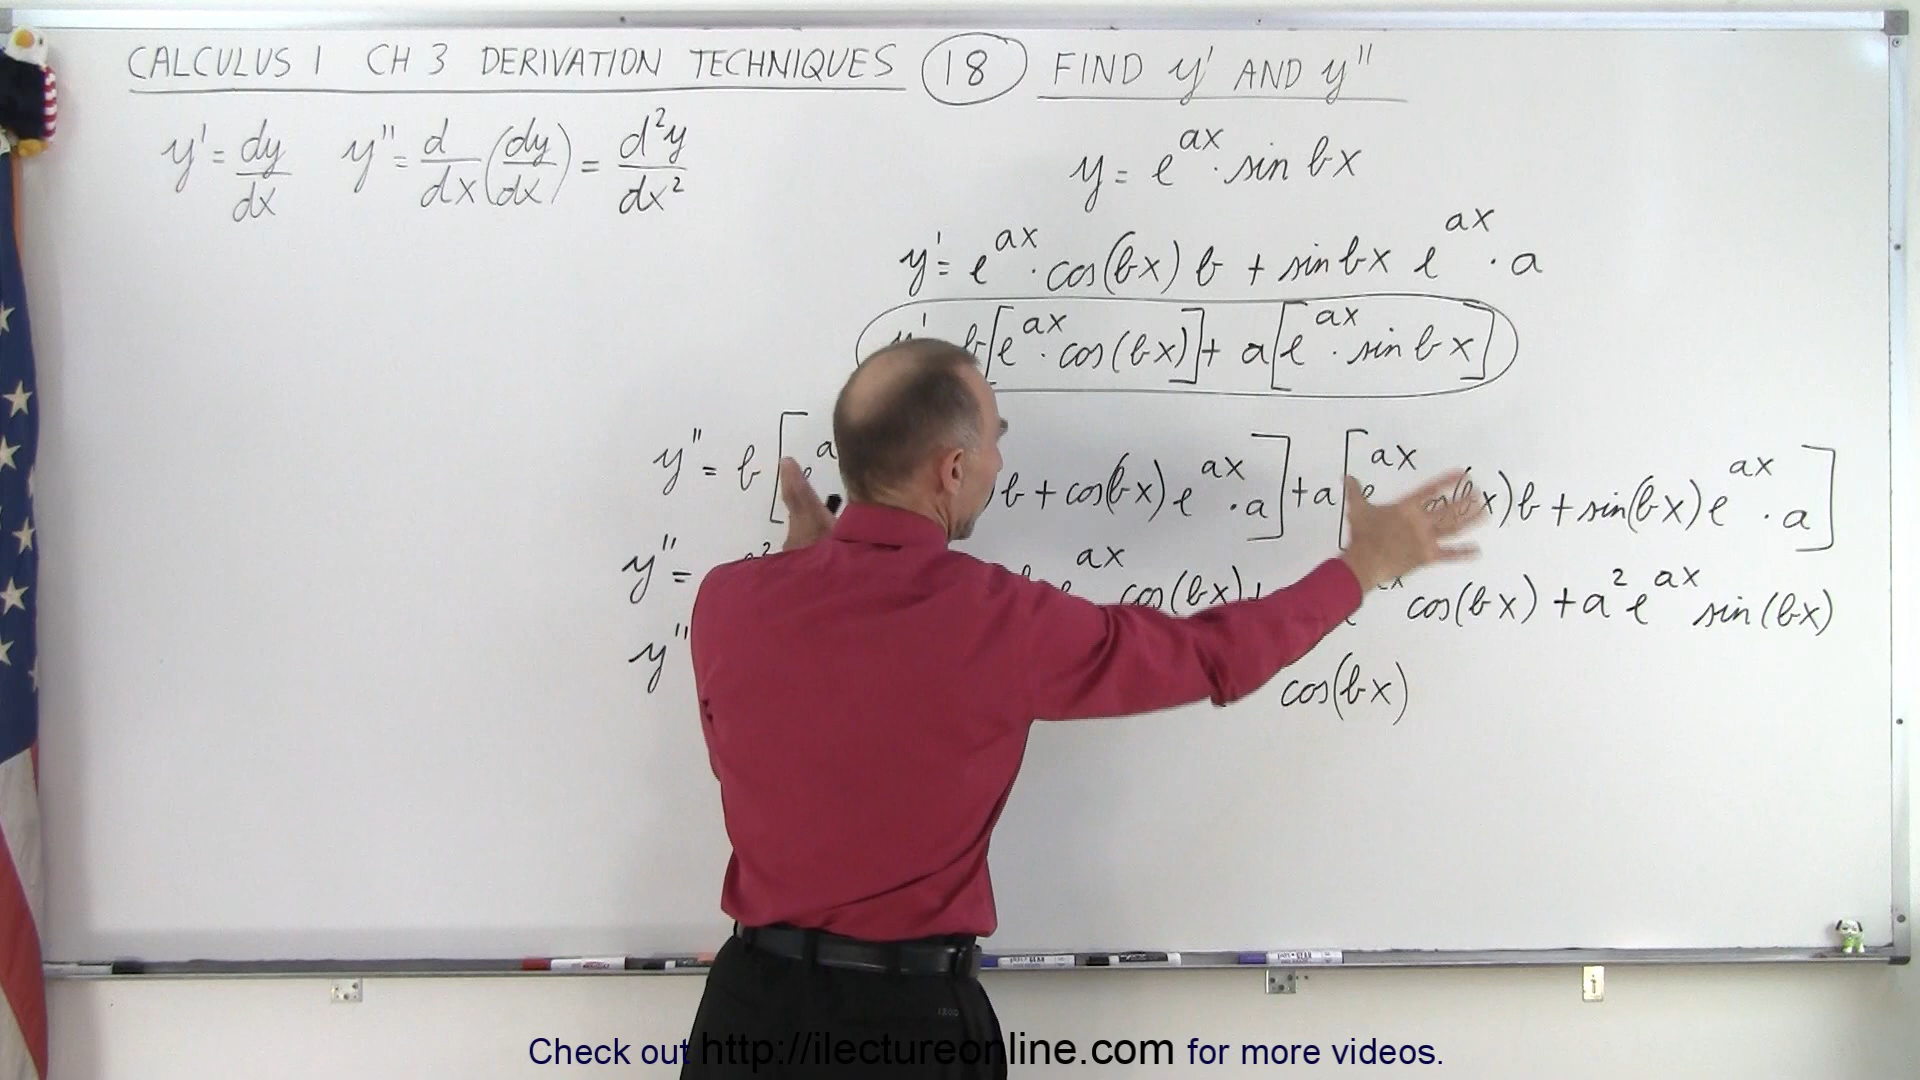 CALCULUS 1 CH 3 DERIVATION TECHNIQUES 18 FIND y' AND y''
y' = dy/dx y'' = d/dx (dy/dx) = d²y/dx²
y = e^ax · sin bx
y' = e^ax · cos(bx) b + sin bx e^ax · a
b[e^ax · cos(bx)] + a[e^ax · sin bx]
y'' = b[ )b + cos(bx) e^ax · a] + a[ ax x)b + sin(bx) e^ax · a]
y'' = ax cos(bx) + cos(bx) + a² e^ax sin(bx)
y'' cos(bx)
Check out http://ilectureonline.com for more videos.